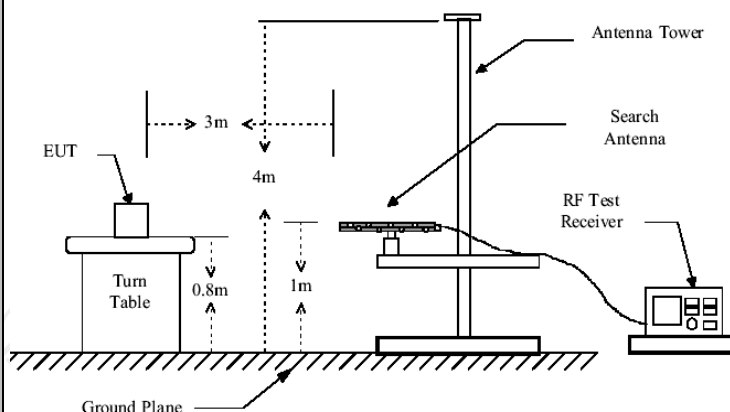 Antenna Tower
3m
Search
Antenna
EUT
4m
RF Test
Receiver
Turn
Table
0.8m
1m
Ground Plane